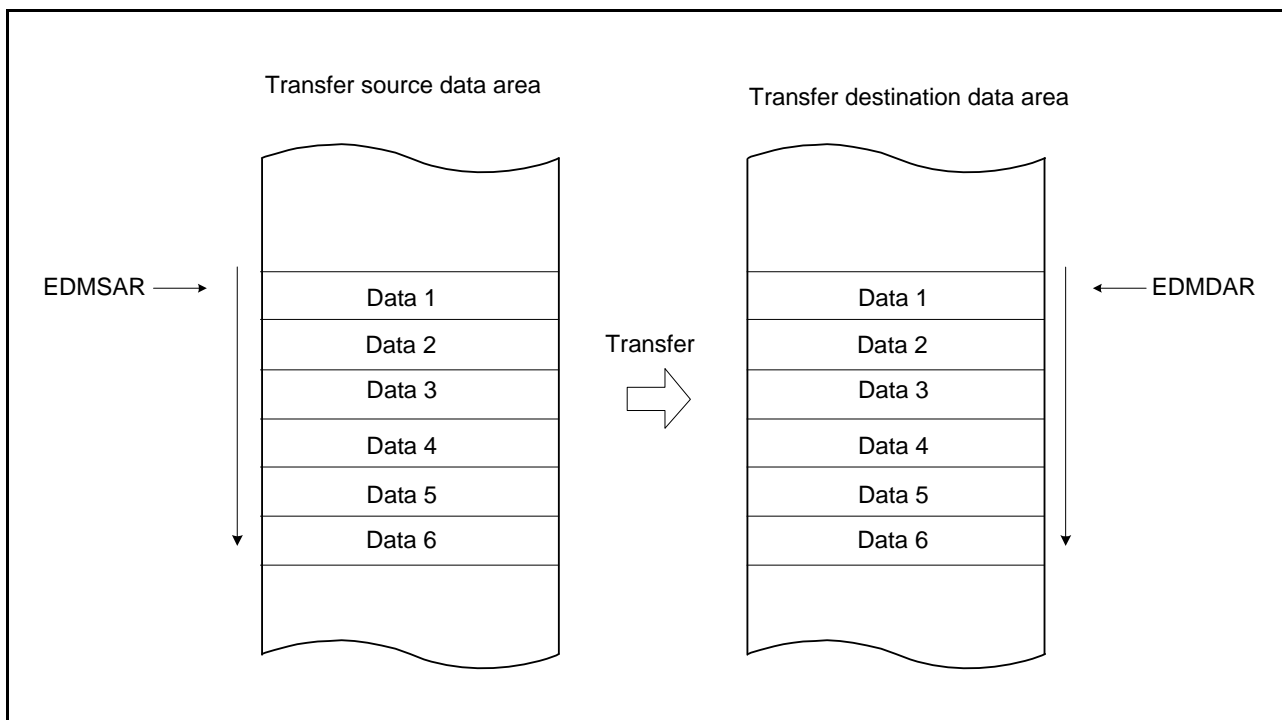 Transfer source data area
Transfer destination data area
EDMSAR
Data 1
Data 2
Data 3
Data 4
Data 5
Data 6
Transfer
Data 1
Data 2
Data 3
Data 4
Data 5
Data 6
EDMDAR